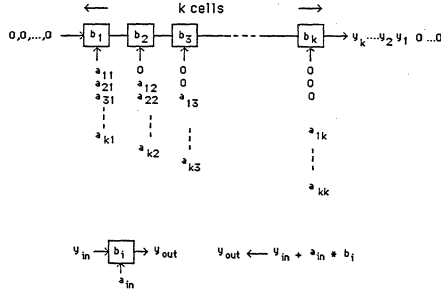 k cells
0,0,...,0 b1 b2 b3 bk yk ....y2 y1 0 ...0
a11 0 0 0
a21 a12 0 0
a31 a22 a13 0
ak1 ak2 ak3 a1k
akk
yin bi yout yout ← yin + ain * bi
ain